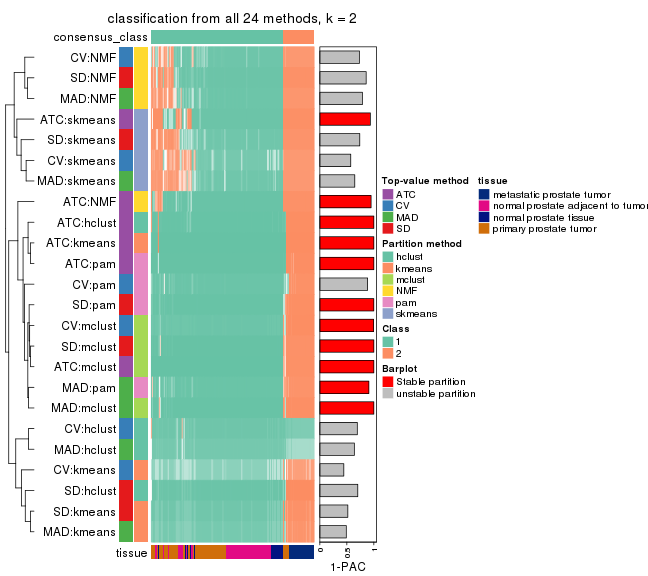 classification from all 24 methods, k = 2
consensus_class
CV:NMF
SD:NMF
MAD:NMF
ATC:skmeans
SD:skmeans
CV:skmeans
MAD:skmeans
ATC:NMF
ATC:hclust
ATC:kmeans
ATC:pam
CV:pam
SD:pam
CV:mclust
SD:mclust
ATC:mclust
MAD:pam
MAD:mclust
CV:hclust
MAD:hclust
CV:kmeans
SD:hclust
SD:kmeans
MAD:kmeans
tissue
0 0.5 1
1-PAC
Top-value method
ATC
CV
MAD
SD
Partition method
hclust
kmeans
mclust
NMF
pam
skmeans
Class
1
2
Barplot
Stable partition
unstable partition
tissue
metastatic prostate tumor
normal prostate adjacent to tumor
normal prostate tissue
primary prostate tumor